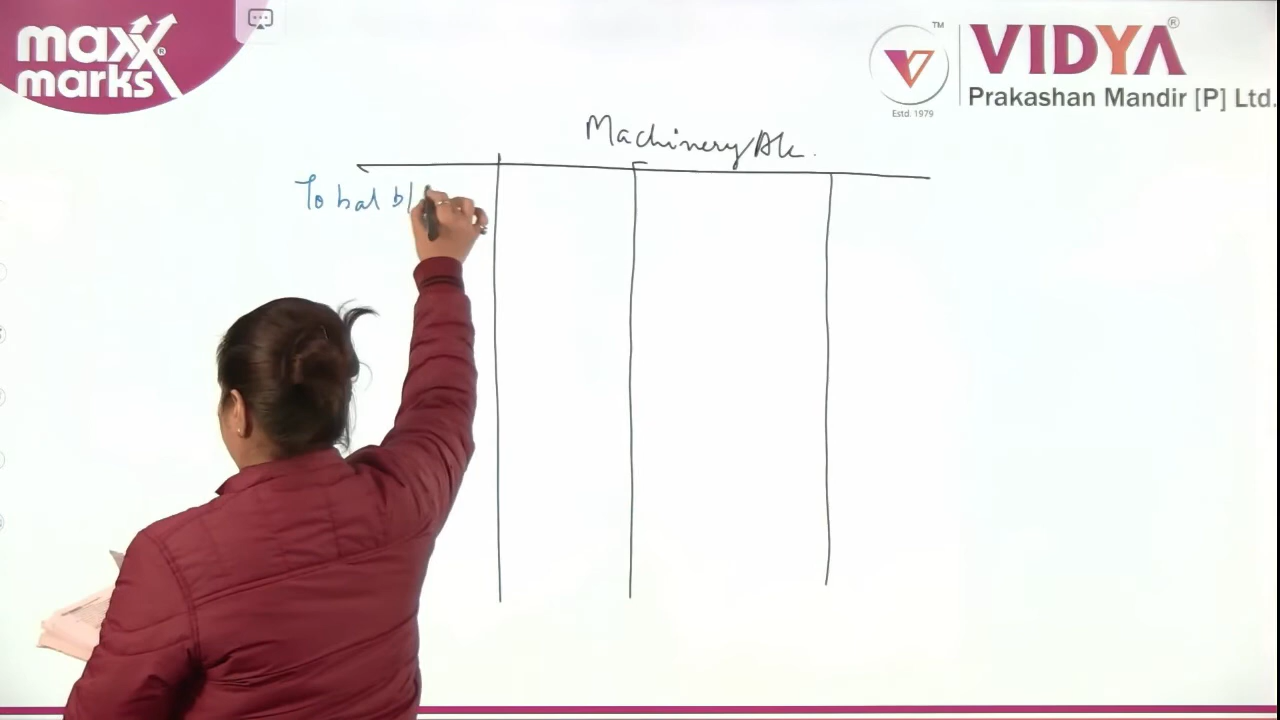 maxx
marks
VIDYA
Prakashan Mandir [P] Ltd.
Estd. 1979
Machinery A/c.
To bal b/